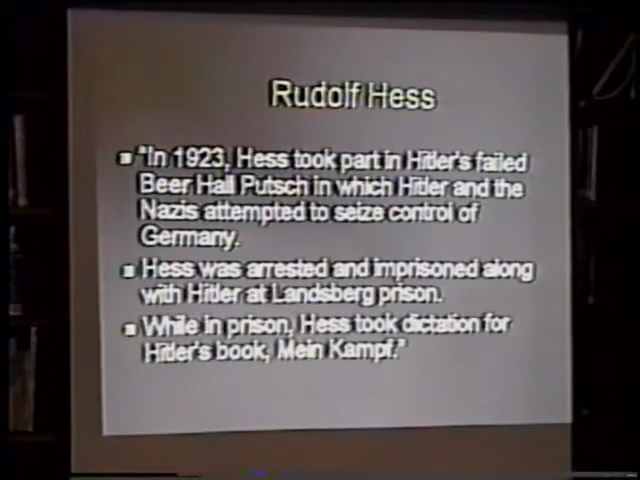 Rudolf Hess
▪ "In 1923, Hess took part in Hitler's failed
Beer Hall Putsch in which Hitler and the
Nazis attempted to seize control of
Germany.
▪ Hess was arrested and imprisoned along
with Hitler at Landsberg prison.
▪ While in prison, Hess took dictation for
Hitler's book, Mein Kampf."